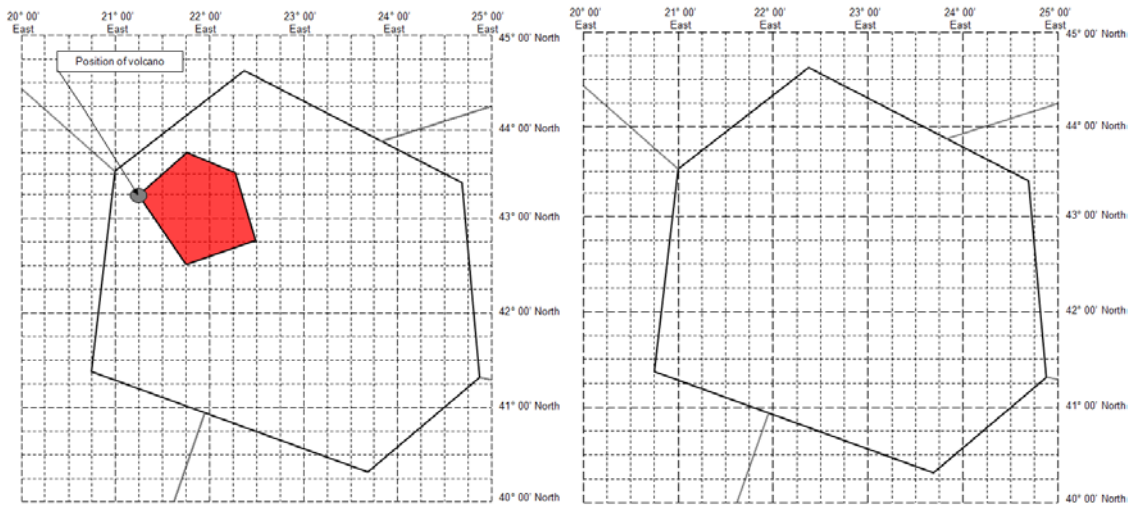 20° 00' East
21° 00' East
22° 00' East
23° 00' East
24° 00' East
25° 00' East
Position of volcano
45° 00' North
44° 00' North
43° 00' North
42° 00' North
41° 00' North
40° 00' North
20° 00' East
21° 00' East
22° 00' East
23° 00' East
24° 00' East
25° 00' East
45° 00' North
44° 00' North
43° 00' North
42° 00' North
41° 00' North
40° 00' North